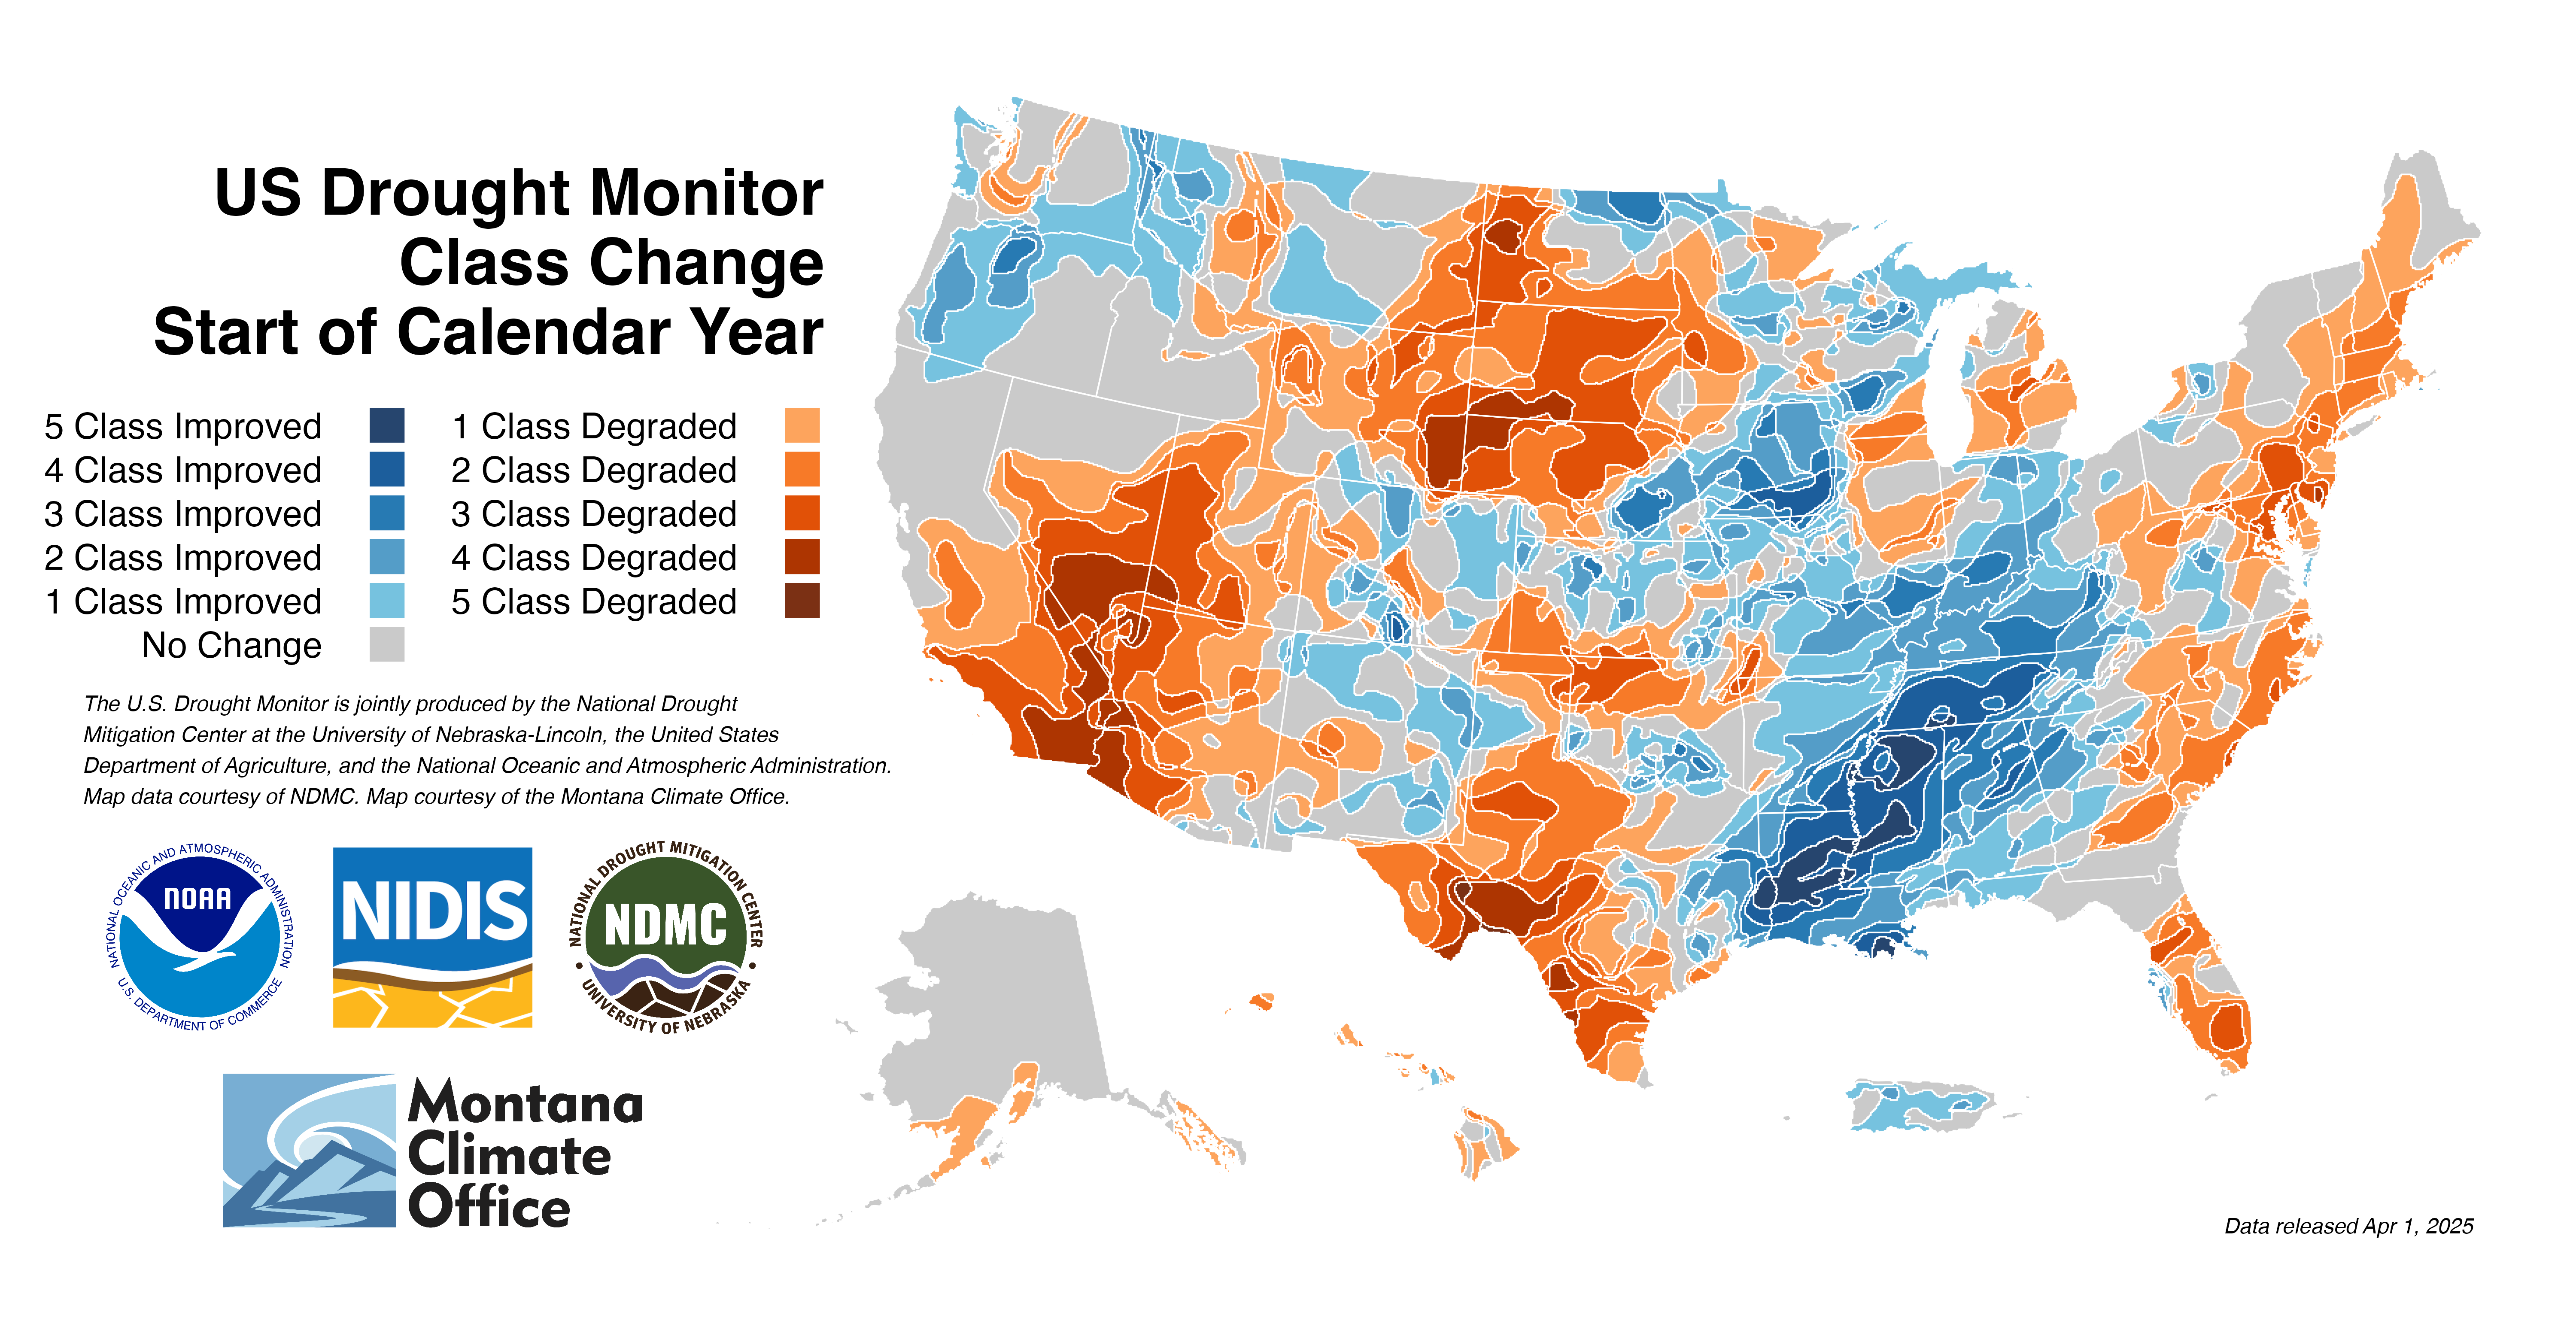 US Drought Monitor
Class Change
Start of Calendar Year
5 Class Improved
4 Class Improved
3 Class Improved
2 Class Improved
1 Class Improved
No Change
1 Class Degraded
2 Class Degraded
3 Class Degraded
4 Class Degraded
5 Class Degraded
The U.S. Drought Monitor is jointly produced by the National Drought
Mitigation Center at the University of Nebraska-Lincoln, the United States
Department of Agriculture, and the National Oceanic and Atmospheric Administration.
Map data courtesy of NDMC. Map courtesy of the Montana Climate Office.
NATIONAL OCEANIC AND ATMOSPHERIC ADMINISTRATION
NOAA
U.S. DEPARTMENT OF COMMERCE
NIDIS
NATIONAL DROUGHT MITIGATION CENTER
NDMC
UNIVERSITY OF NEBRASKA
Montana
Climate
Office
Data released Apr 1, 2025